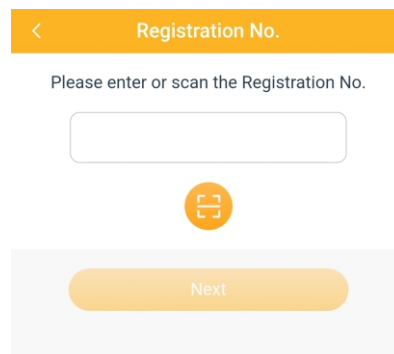 Registration No.
Please enter or scan the Registration No.
Next